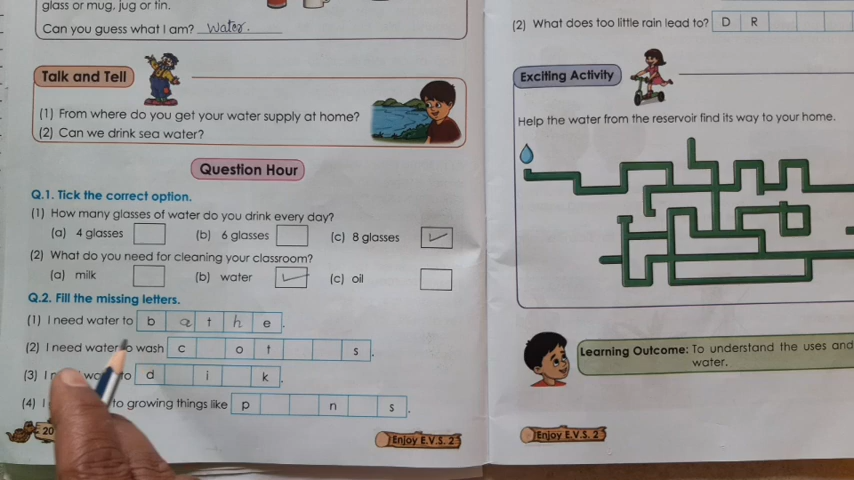 glass or mug, jug or tin.
Can you guess what I am? Water.
Talk and Tell
(1) From where do you get your water supply at home?
(2) Can we drink sea water?
Question Hour
Q.1. Tick the correct option.
(1) How many glasses of water do you drink every day?
(a) 4 glasses (b) 6 glasses (c) 8 glasses
(2) What do you need for cleaning your classroom?
(a) milk (b) water (c) oil
Q.2. Fill the missing letters.
(1) I need water to b a t h e.
(2) I need water to wash c o t s.
(3) I to d i k.
(4) I to growing things like p n s.
20
Enjoy E.V.S. 2
(2) What does too little rain lead to? D R
Exciting Activity
Help the water from the reservoir find its way to your home.
Learning Outcome: To understand the uses and
water.
Enjoy E.V.S. 2